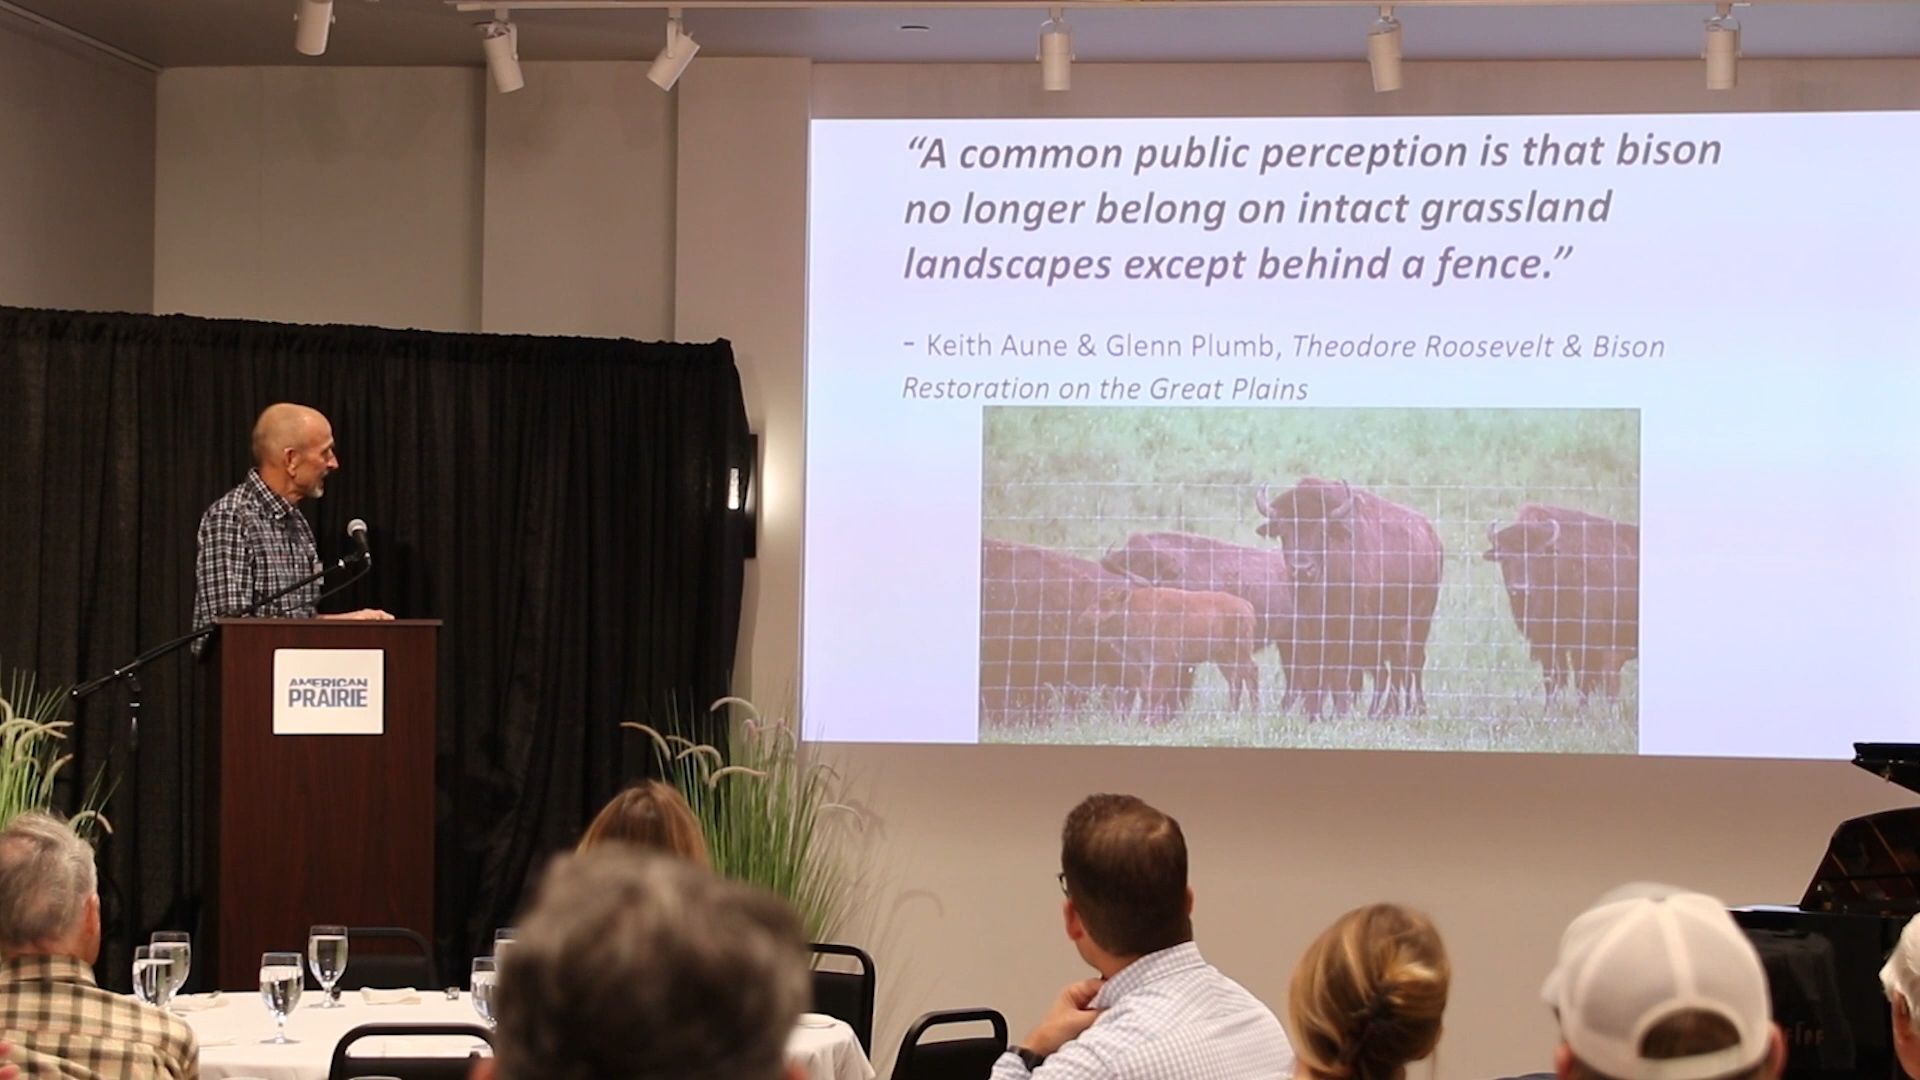 “A common public perception is that bison
no longer belong on intact grassland
landscapes except behind a fence.”
- Keith Aune & Glenn Plumb, Theodore Roosevelt & Bison
Restoration on the Great Plains
AMERICAN
PRAIRIE